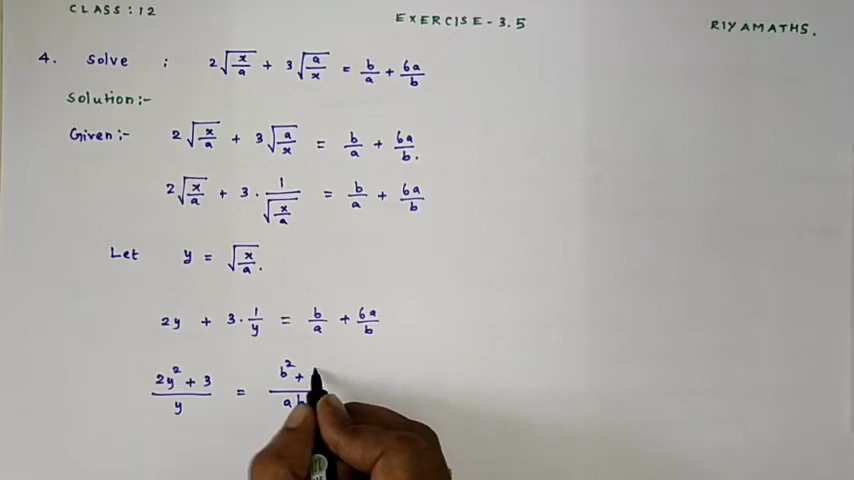 CLASS : 12 EXERCISE - 3.5 RIYAMATHS.
4. Solve : 2√(x/a) + 3√(a/x) = b/a + 6a/b
Solution:-
Given:- 2√(x/a) + 3√(a/x) = b/a + 6a/b.
2√(x/a) + 3 · 1/√(x/a) = b/a + 6a/b
Let y = √(x/a).
2y + 3 · 1/y = b/a + 6a/b
(2y² + 3)/y = (b² +)/(ab)